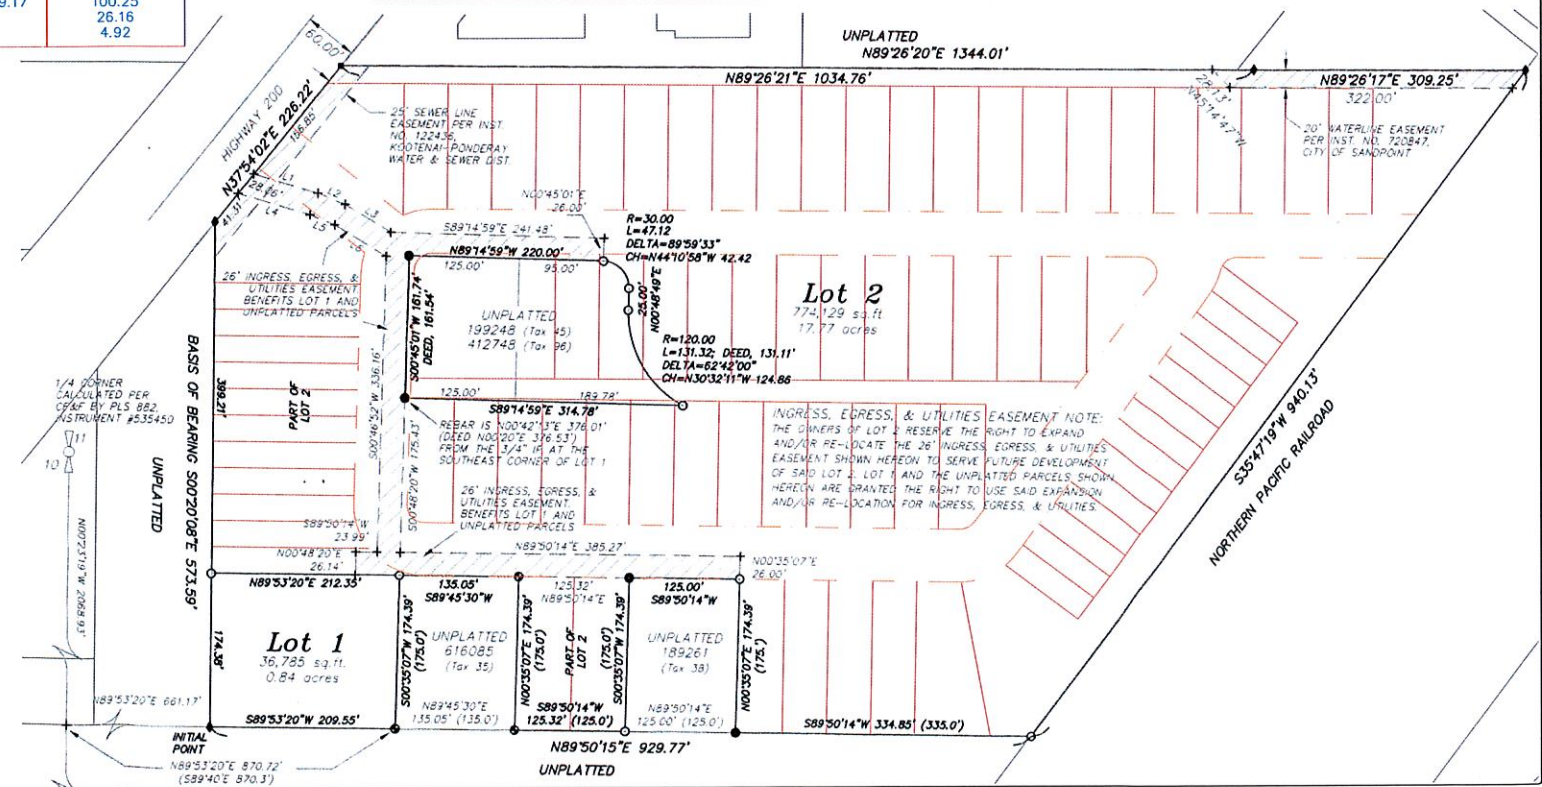 100.25
26.16
4.92
60.00'
UNPLATTED
N89°26'20"E 1344.01'
N89°26'21"E 1034.76'
N89°26'17"E 309.25'
322.00'
28.13'
N45°14'47"W
20' WATERLINE EASEMENT
PER INST. NO. 720847,
CITY OF SANDPOINT
HIGHWAY 200
N37°54'02"E 226.22'
156.85'
28.06'
41.31'
25' SEWER LINE
EASEMENT PER INST.
NO. 122436,
KOOTENAI-PONDERAY
WATER & SEWER DIST.
L1
L2
L3
L4
L5
L6
N00°45'01"E
26.00'
S89°14'59"E 241.48'
N89°14'59"W 220.00'
125.00'
95.00'
R=30.00
L=47.12
DELTA=89°59'33"
CH=N44°10'58"W 42.42
25.00'
N00°48'49"E
26' INGRESS, EGRESS, &
UTILITIES EASEMENT.
BENEFITS LOT 1 AND
UNPLATTED PARCELS
S00°45'01"W 161.74'
DEED, 161.54'
UNPLATTED
199248 (Tax 45)
412748 (Tax 96)
Lot 2
774,129 sq.ft
17.77 acres
R=120.00
L=131.32; DEED, 131.11'
DELTA=62°42'00"
CH=N30°32'11"W 124.86
1/4 CORNER
CALCULATED PER
CP&F BY PLS 882,
INSTRUMENT #535450
11
10
BASIS OF BEARING S00°20'08"E 573.59'
399.21'
PART OF
LOT 2
S00°46'52"W 336.16'
125.00'
189.78'
S89°14'59"E 314.78'
REBAR IS N00°42'13"E 376.01'
(DEED N00°20'E 376.53')
FROM THE 3/4" IP AT THE
SOUTHEAST CORNER OF LOT 1
S00°48'20"W 175.43'
INGRESS, EGRESS, & UTILITIES EASEMENT NOTE:
THE OWNERS OF LOT 2 RESERVE THE RIGHT TO EXPAND
AND/OR RE-LOCATE THE 26' INGRESS, EGRESS, & UTILITIES
EASEMENT SHOWN HEREON TO SERVE FUTURE DEVELOPMENT
OF SAID LOT 2. LOT 1 AND THE UNPLATTED PARCELS SHOWN
HEREON ARE GRANTED THE RIGHT TO USE SAID EXPANSION
AND/OR RE-LOCATION FOR INGRESS, EGRESS, & UTILITIES.
S35°47'19"W 940.13'
NORTHERN PACIFIC RAILROAD
UNPLATTED
26' INGRESS, EGRESS, &
UTILITIES EASEMENT.
BENEFITS LOT 1 AND
UNPLATTED PARCELS
S89°50'14"W
23.99'
N00°48'20"E
26.14'
N89°50'14"E 385.27'
N00°35'07"E
26.00'
N00°23'19"W 2068.93'
N89°53'20"E 212.35'
135.05'
S89°45'30"W
125.32'
N89°50'14"E
125.00'
S89°50'14"W
174.38'
Lot 1
36,785 sq.ft.
0.84 acres
S00°35'07"W 174.39'
(175.0')
UNPLATTED
616085
(Tax 35)
N00°35'07"E 174.39'
(175.0')
PART OF
LOT 2
(175.0')
S00°35'07"W 174.39'
UNPLATTED
189261
(Tax 38)
N00°35'07"E 174.39'
(175.')
N89°53'20"E 661.17'
S89°53'20"W 209.55'
N89°45'30"E
135.05' (135.0')
S89°50'14"W
125.32' (125.0')
N89°50'14"E
125.00' (125.0')
S89°50'14"W 334.85' (335.0')
INITIAL
POINT
N89°53'20"E 870.72'
(S89°40'E 870.3')
N89°50'15"E 929.77'
UNPLATTED